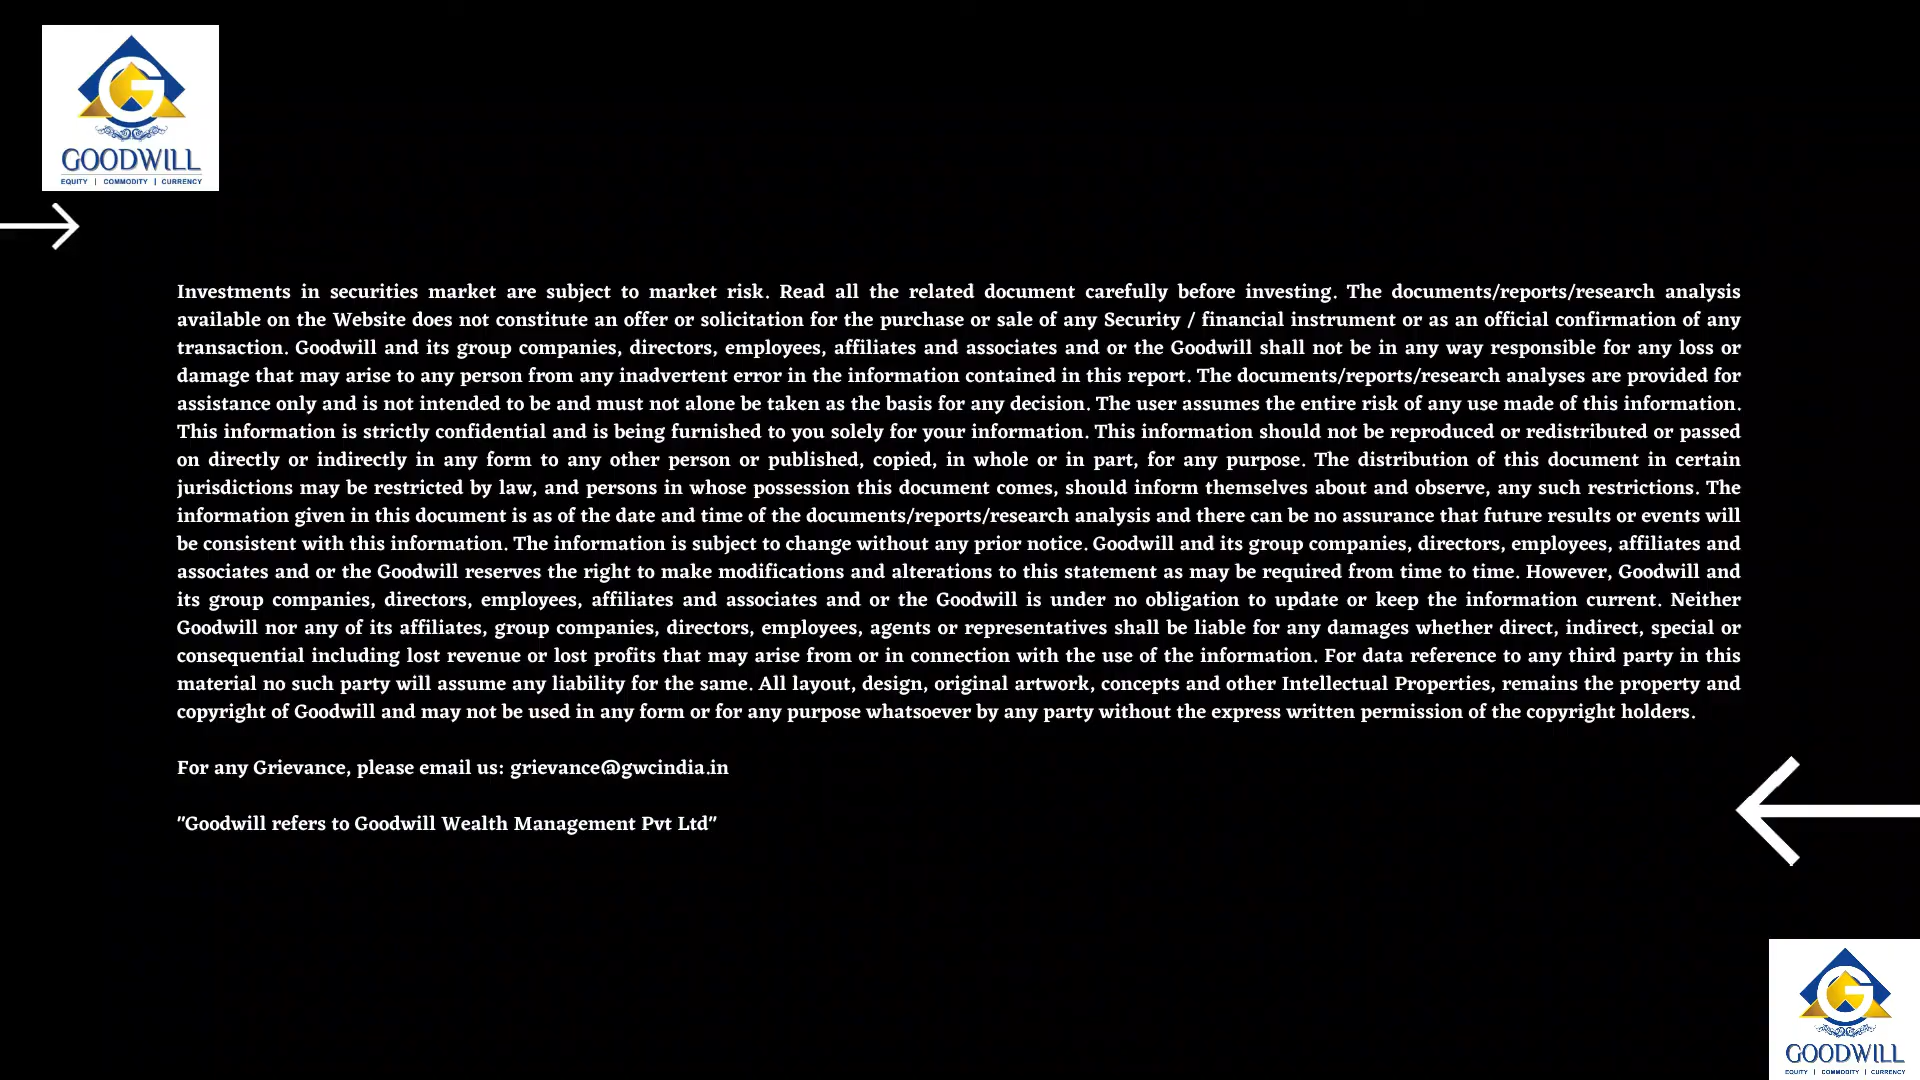 GOODWILL
EQUITY | COMMODITY | CURRENCY
Investments in securities market are subject to market risk. Read all the related document carefully before investing. The documents/reports/research analysis
available on the Website does not constitute an offer or solicitation for the purchase or sale of any Security / financial instrument or as an official confirmation of any
transaction. Goodwill and its group companies, directors, employees, affiliates and associates and or the Goodwill shall not be in any way responsible for any loss or
damage that may arise to any person from any inadvertent error in the information contained in this report. The documents/reports/research analyses are provided for
assistance only and is not intended to be and must not alone be taken as the basis for any decision. The user assumes the entire risk of any use made of this information.
This information is strictly confidential and is being furnished to you solely for your information. This information should not be reproduced or redistributed or passed
on directly or indirectly in any form to any other person or published, copied, in whole or in part, for any purpose. The distribution of this document in certain
jurisdictions may be restricted by law, and persons in whose possession this document comes, should inform themselves about and observe, any such restrictions. The
information given in this document is as of the date and time of the documents/reports/research analysis and there can be no assurance that future results or events will
be consistent with this information. The information is subject to change without any prior notice. Goodwill and its group companies, directors, employees, affiliates and
associates and or the Goodwill reserves the right to make modifications and alterations to this statement as may be required from time to time. However, Goodwill and
its group companies, directors, employees, affiliates and associates and or the Goodwill is under no obligation to update or keep the information current. Neither
Goodwill nor any of its affiliates, group companies, directors, employees, agents or representatives shall be liable for any damages whether direct, indirect, special or
consequential including lost revenue or lost profits that may arise from or in connection with the use of the information. For data reference to any third party in this
material no such party will assume any liability for the same. All layout, design, original artwork, concepts and other Intellectual Properties, remains the property and
copyright of Goodwill and may not be used in any form or for any purpose whatsoever by any party without the express written permission of the copyright holders.
For any Grievance, please email us: grievance@gwcindia.in
"Goodwill refers to Goodwill Wealth Management Pvt Ltd"
GOODWILL
EQUITY | COMMODITY | CURRENCY